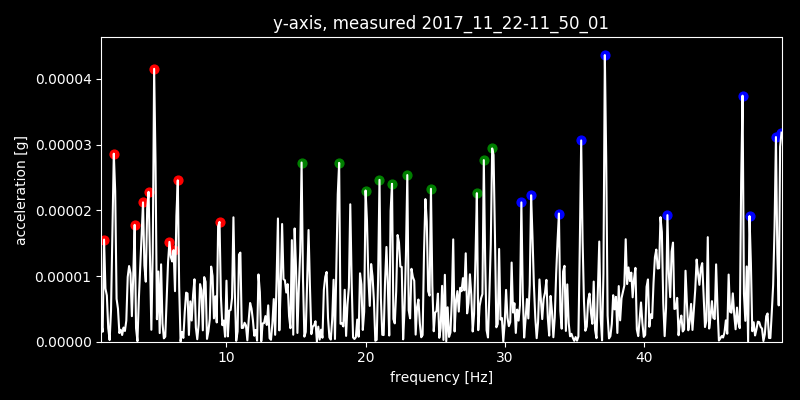 y-axis, measured 2017_11_22-11_50_01
0.00004
0.00003
0.00002
0.00001
0.00000
acceleration [g]
10 20 30 40
frequency [Hz]